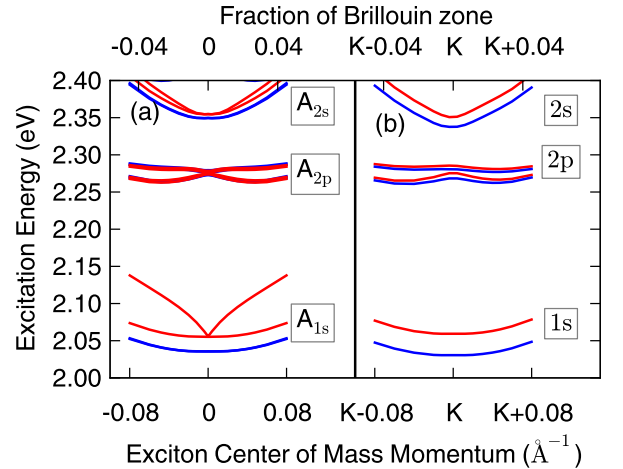 Fraction of Brillouin zone
-0.04 0 0.04 K-0.04 K K+0.04
Excitation Energy (eV)
2.40
2.35
2.30
2.25
2.20
2.15
2.10
2.05
2.00
(a)
A2s
A2p
A1s
(b)
2s
2p
1s
-0.08 0 0.08 K-0.08 K K+0.08
Exciton Center of Mass Momentum (Å−1)